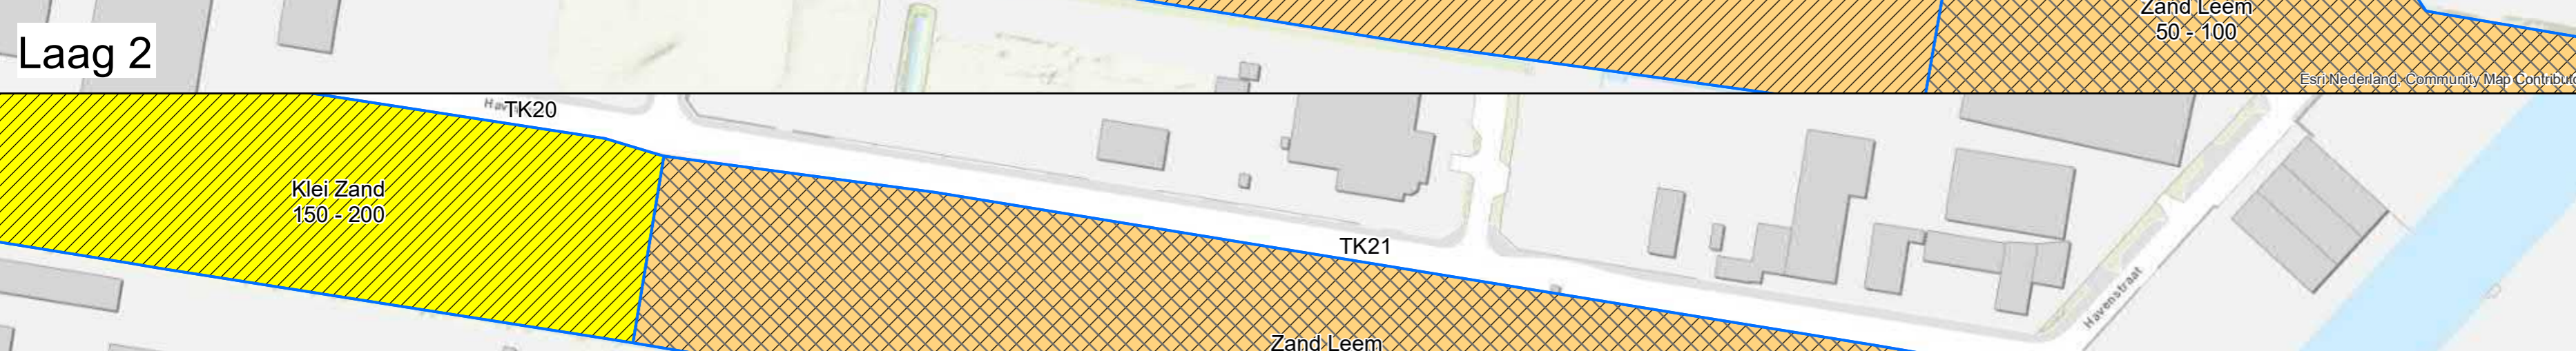 Zand Leem
50 - 100
Laag 2
Esri Nederland, Community Map Contribut
TK20
Klei Zand
150 - 200
TK21
Havenstraat
Zand Leem